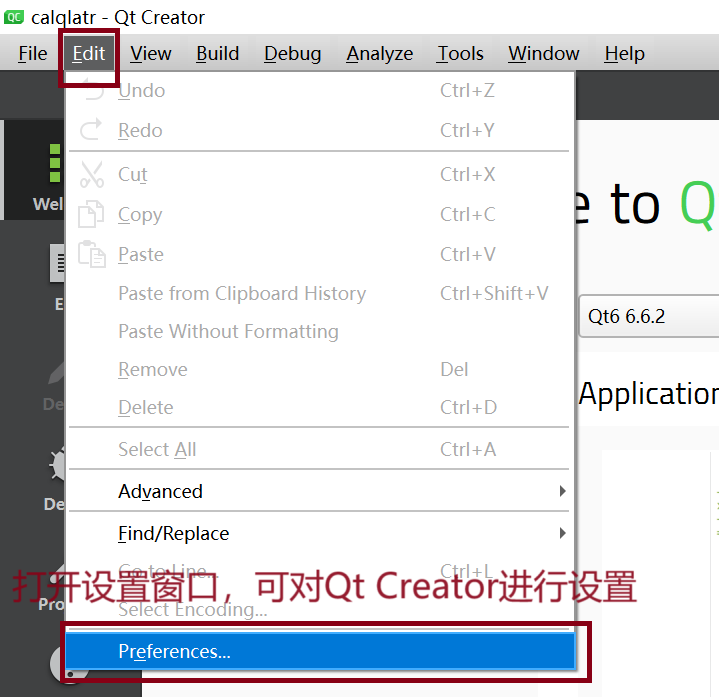 QC calqlatr - Qt Creator
File Edit View Build Debug Analyze Tools Window Help
Undo Ctrl+Z
Redo Ctrl+Y
Cut Ctrl+X
Wel
Copy Ctrl+C
e to Q
Paste Ctrl+V
E
Paste from Clipboard History Ctrl+Shift+V
Qt6 6.6.2
Paste Without Formatting
Remove Del
De
Delete Ctrl+D
Application
Select All Ctrl+A
Advanced
De
Find/Replace
Go to Line... Ctrl+L
打开设置窗口，可对Qt Creator进行设置
Pro
Select Encoding...
Preferences...